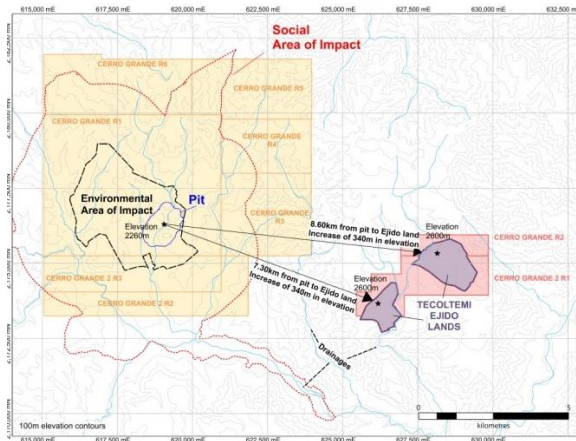 615,000 mE 617,500 mE 620,000 mE 622,500 mE 625,000 mE 627,500 mE 630,000 mE 632,500 mE
Social
Area of Impact
CERRO GRANDE R6
CERRO GRANDE R5
CERRO GRANDE R1
CERRO GRANDE
R4
Environmental
Area of Impact
Pit
Elevation
2260m
CERRO GRANDE
R3
8.60km from pit to Ejido land
Increase of 340m in elevation
Elevation
2600m
CERRO GRANDE R2
7.30km from pit to Ejido land
Increase of 340m in elevation
CERRO GRANDE 2 R3
CERRO GRANDE 2 R2
Elevation
2600m
CERRO GRANDE 2 R1
TECOLTEMI
EJIDO
LANDS
Drainages
100m elevation contours
0 5
kilometres
615,000 mE 617,500 mE 620,000 mE 622,500 mE 625,000 mE 627,500 mE 630,000 mE 632,500 mE